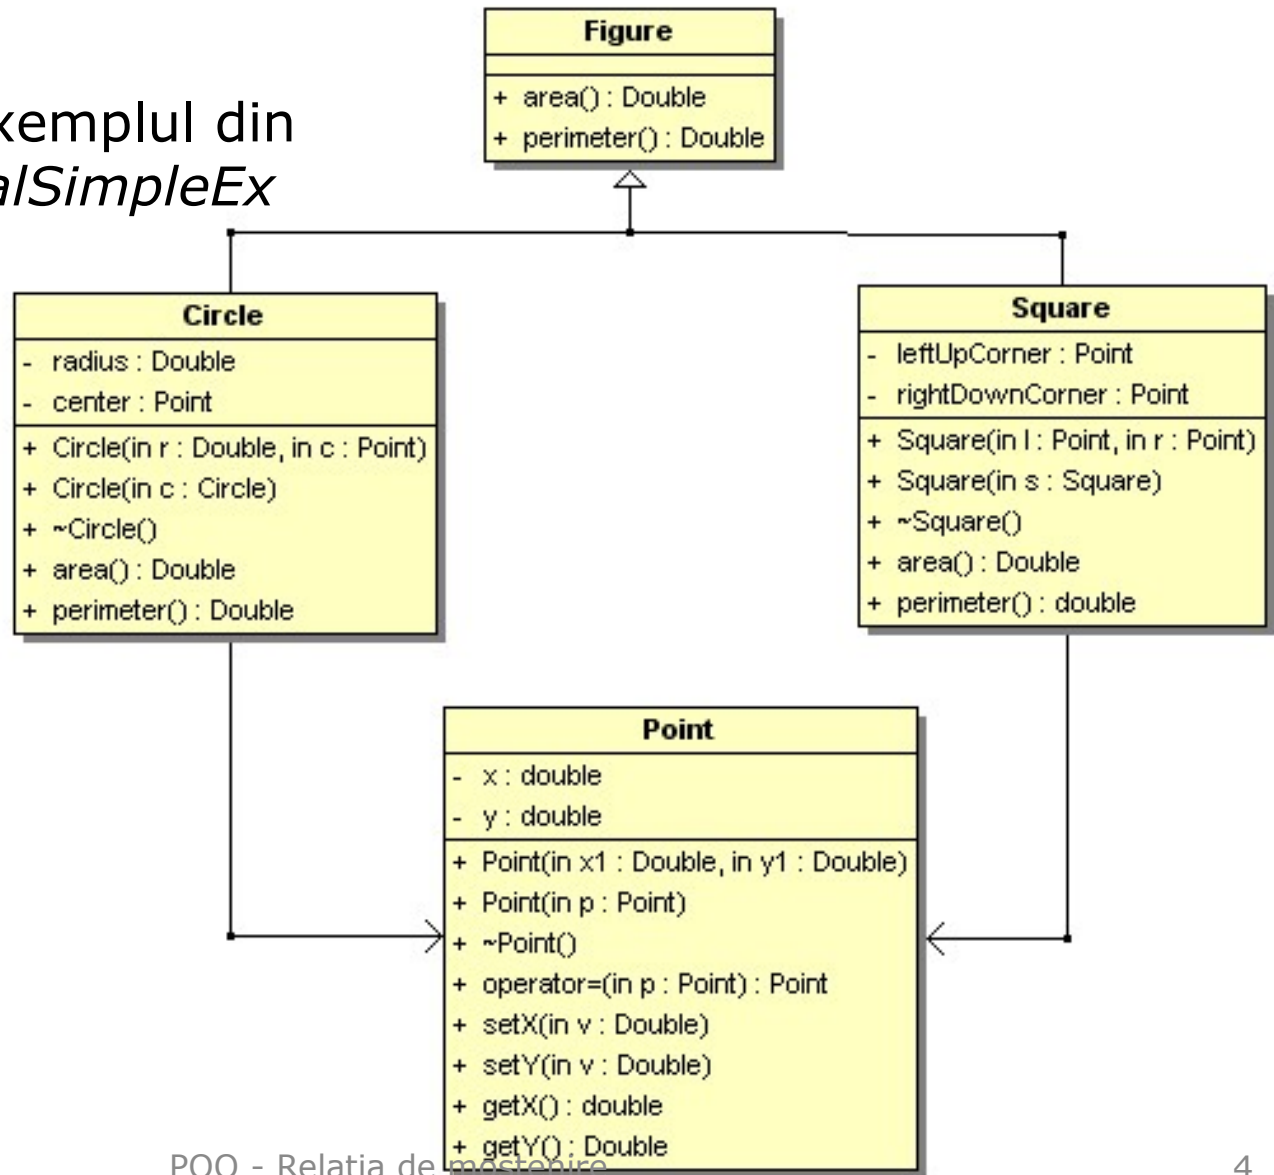 xemplul din
alSimpleEx
Figure
+ area() : Double
+ perimeter() : Double
Circle
- radius : Double
- center : Point
+ Circle(in r : Double, in c : Point)
+ Circle(in c : Circle)
+ ~Circle()
+ area() : Double
+ perimeter() : Double
Square
- leftUpCorner : Point
- rightDownCorner : Point
+ Square(in l : Point, in r : Point)
+ Square(in s : Square)
+ ~Square()
+ area() : Double
+ perimeter() : double
Point
- x : double
- y : double
+ Point(in x1 : Double, in y1 : Double)
+ Point(in p : Point)
+ ~Point()
+ operator=(in p : Point) : Point
+ setX(in v : Double)
+ setY(in v : Double)
+ getX() : double
+ getY() : Double
POO - Relatia de mostenire
4